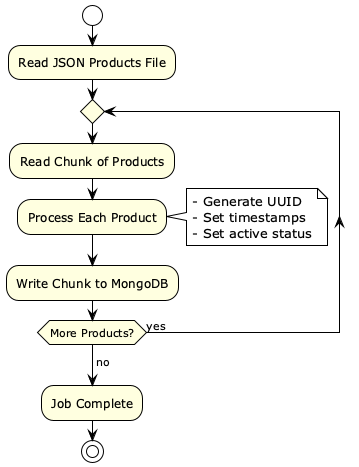 Read JSON Products File
Read Chunk of Products
Process Each Product
- Generate UUID
- Set timestamps
- Set active status
Write Chunk to MongoDB
More Products?
yes
no
Job Complete